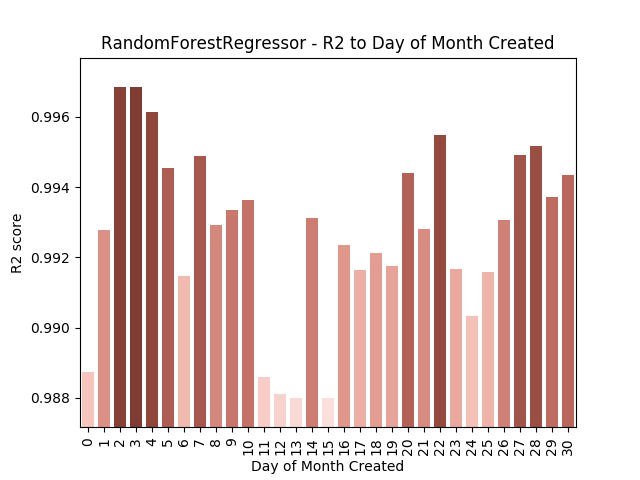 RandomForestRegressor - R2 to Day of Month Created
R2 score
0.996
0.994
0.992
0.990
0.988
0 1 2 3 4 5 6 7 8 9 10 11 12 13 14 15 16 17 18 19 20 21 22 23 24 25 26 27 28 29 30
Day of Month Created